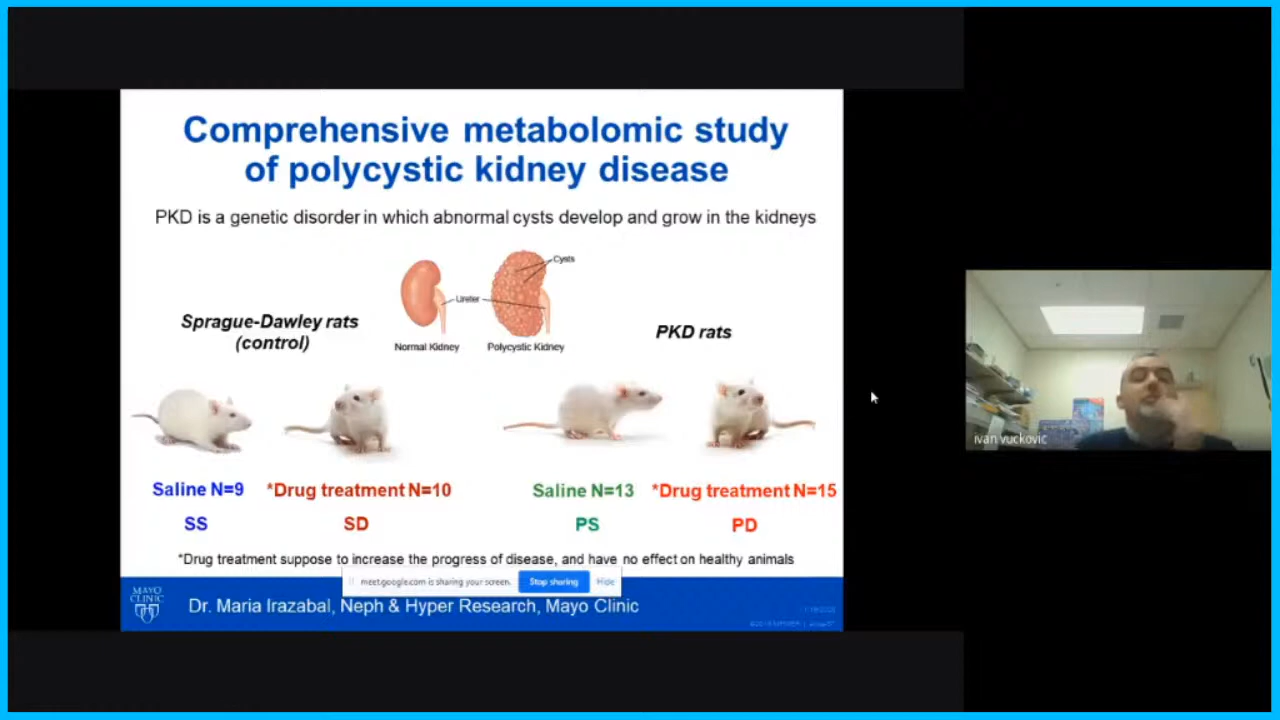 Comprehensive metabolomic study
of polycystic kidney disease
PKD is a genetic disorder in which abnormal cysts develop and grow in the kidneys
Cysts
Ureter
Sprague-Dawley rats
(control)
PKD rats
Normal Kidney
Polycystic Kidney
Saline N=9
*Drug treatment N=10
Saline N=13
*Drug treatment N=15
SS
SD
PS
PD
*Drug treatment suppose to increase the progress of disease, and have no effect on healthy animals
meet.google.com is sharing your screen.
Stop sharing
Hide
MAYO
CLINIC
Dr. Maria Irazabal, Neph & Hyper Research, Mayo Clinic
ivan vuckovic